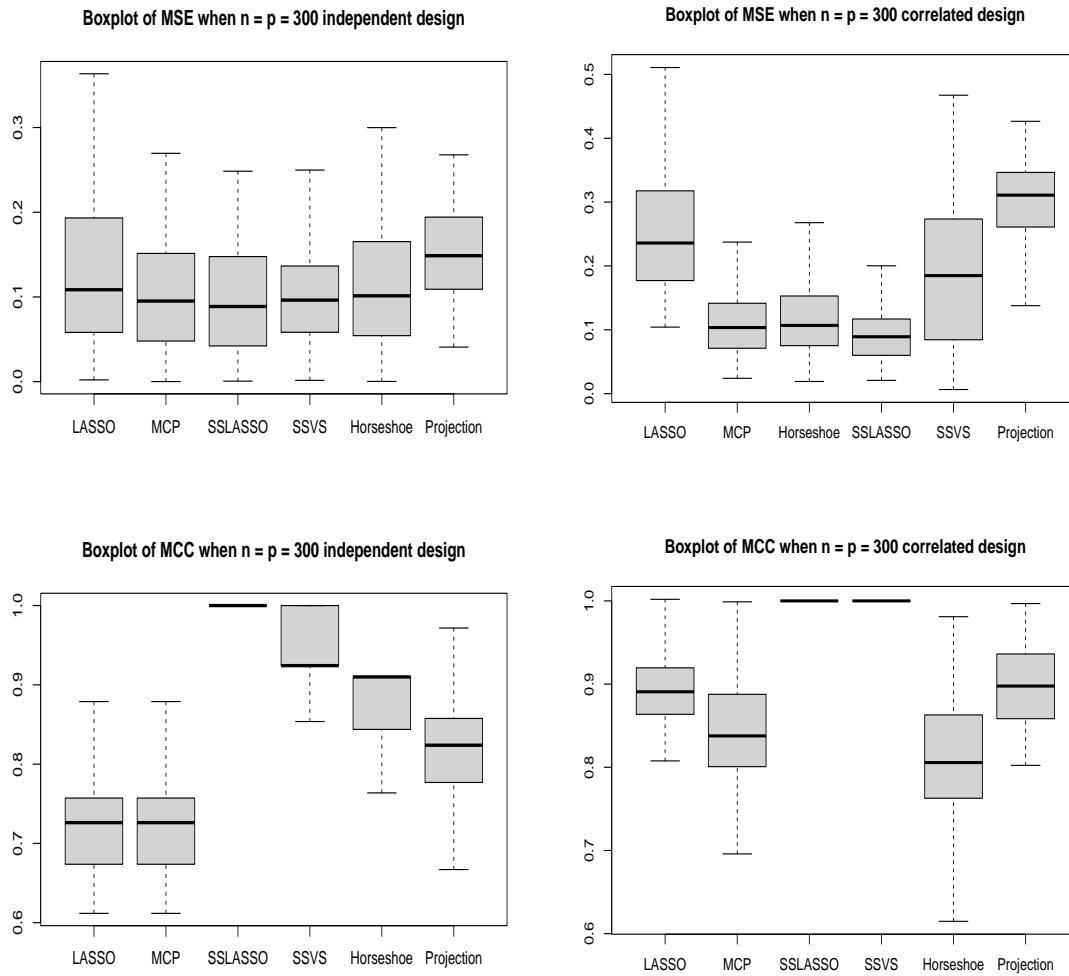 Boxplot of MSE when n = p = 300 independent design
0.0 0.1 0.2 0.3
LASSO MCP SSLASSO SSVS Horseshoe Projection
Boxplot of MSE when n = p = 300 correlated design
0.0 0.1 0.2 0.3 0.4 0.5
LASSO MCP Horseshoe SSLASSO SSVS Projection
Boxplot of MCC when n = p = 300 independent design
0.6 0.7 0.8 0.9 1.0
LASSO MCP SSLASSO SSVS Horseshoe Projection
Boxplot of MCC when n = p = 300 correlated design
0.6 0.7 0.8 0.9 1.0
LASSO MCP SSLASSO SSVS Horseshoe Projection